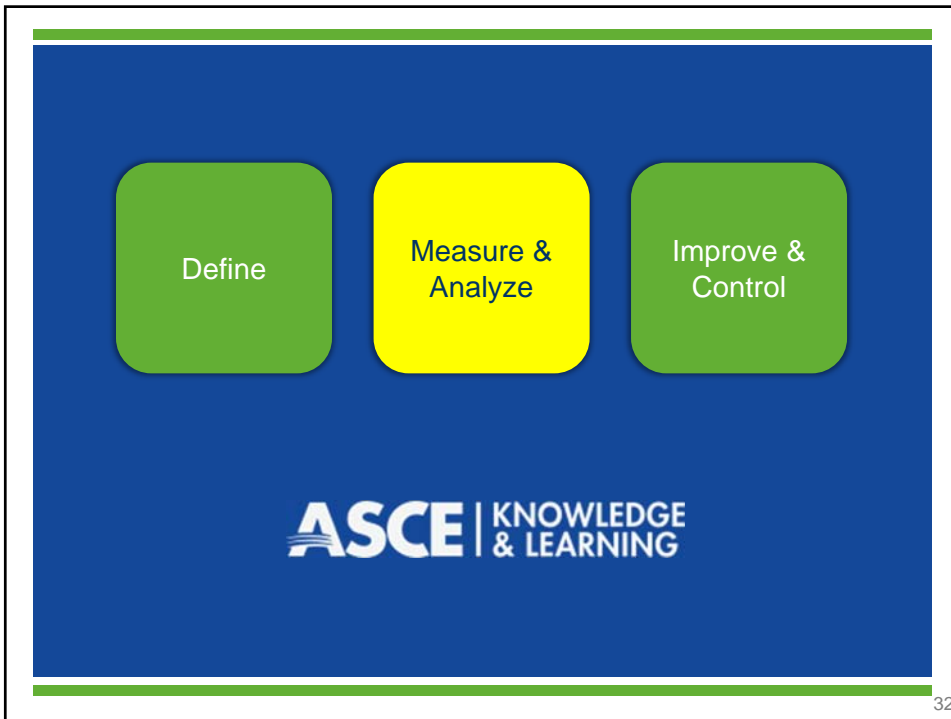 Define
Measure &
Analyze
Improve &
Control
ASCE | KNOWLEDGE
& LEARNING
32